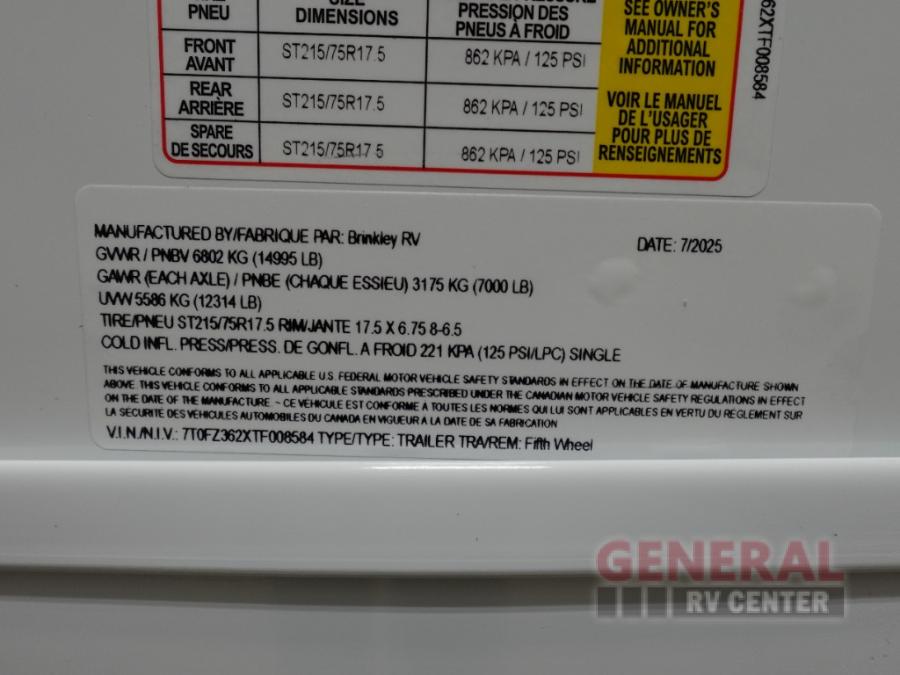 PNEU
DIMENSIONS
PRESSION DES
PNEUS À FROID
FRONT
AVANT
ST215/75R17.5
862 KPA / 125 PSI
REAR
ARRIÈRE
ST215/75R17.5
862 KPA / 125 PSI
SPARE
DE SECOURS
ST215/75R17.5
862 KPA / 125 PSI
SEE OWNER'S
MANUAL FOR
ADDITIONAL
INFORMATION
VOIR LE MANUEL
DE L'USAGER
POUR PLUS DE
RENSEIGNEMENTS
62XTF008584
MANUFACTURED BY/FABRIQUE PAR: Brinkley RV
DATE: 7/2025
GVWR / PNBV 6802 KG (14995 LB)
GAWR (EACH AXLE) / PNBE (CHAQUE ESSIEU) 3175 KG (7000 LB)
UVW 5586 KG (12314 LB)
TIRE/PNEU ST215/75R17.5 RIM/JANTE 17.5 X 6.75 8-6.5
COLD INFL. PRESS/PRESS. DE GONFL. A FROID 221 KPA (125 PSI/LPC) SINGLE
THIS VEHICLE CONFORMS TO ALL APPLICABLE U.S. FEDERAL MOTOR VEHICLE SAFETY STANDARDS IN EFFECT ON THE DATE OF MANUFACTURE SHOWN
ABOVE. THIS VEHICLE CONFORMS TO ALL APPLICABLE STANDARDS PRESCRIBED UNDER THE CANADIAN MOTOR VEHICLE SAFETY REGULATIONS IN EFFECT
ON THE DATE OF THE MANUFACTURE - CE VEHICULE EST CONFORME A TOUTES LES NORMES QUI LUI SONT APPLICABLES EN VERTU DU REGLEMENT SUR
LA SÉCURITÉ DES VEHICULES AUTOMOBILES DU CANADA EN VIGUEUR A LA DATE DE SA FABRICATION
V.I.N./N.I.V.: 7T0FZ362XTF008584 TYPE/TYPE: TRAILER TRA/REM: Fifth Wheel
GENERAL
RV CENTER